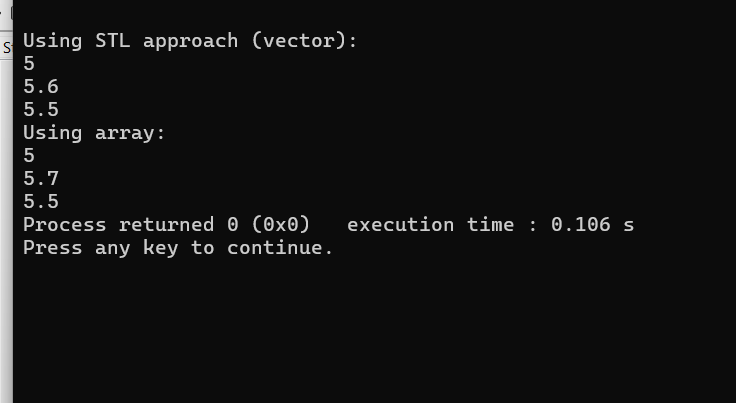 Using STL approach (vector):
5
5.6
5.5
Using array:
5
5.7
5.5
Process returned 0 (0x0)   execution time : 0.106 s
Press any key to continue.